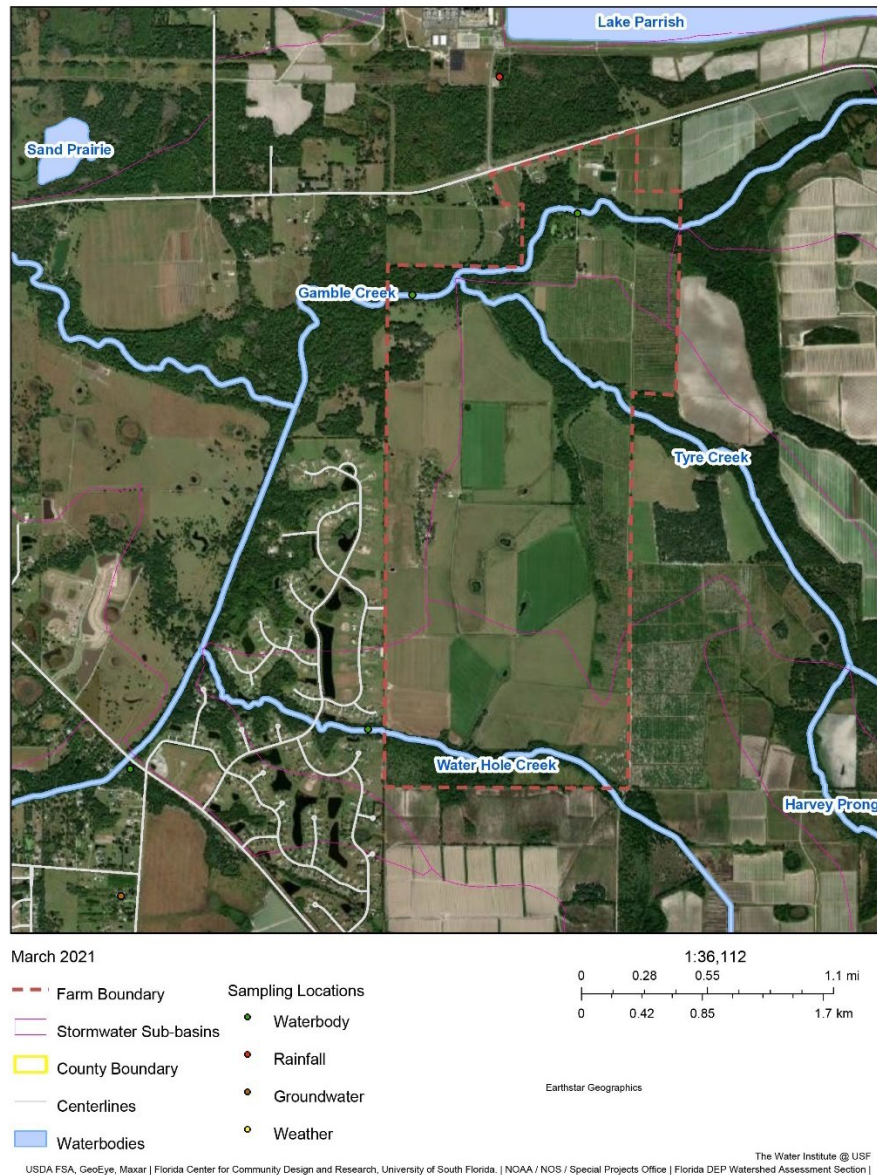 Lake Parrish
Sand Prairie
Gamble Creek
Tyre Creek
Water Hole Creek
Harvey Prong
March 2021
1:36,112
0 0.28 0.55 1.1 mi
0 0.42 0.85 1.7 km
Farm Boundary
Stormwater Sub-basins
County Boundary
Centerlines
Waterbodies
Sampling Locations
Waterbody
Rainfall
Groundwater
Weather
Earthstar Geographics
The Water Institute @ USF
USDA FSA, GeoEye, Maxar | Florida Center for Community Design and Research, University of South Florida. | NOAA / NOS / Special Projects Office | Florida DEP Watershed Assessment Section |